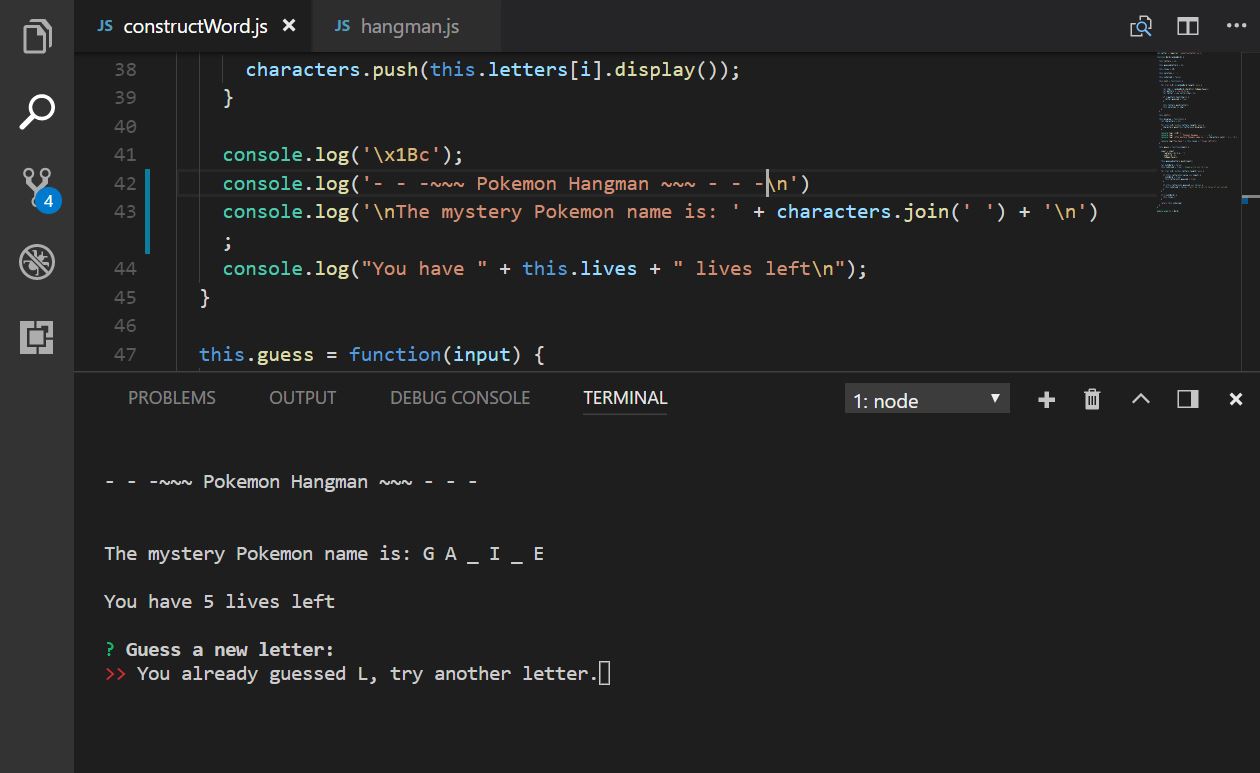 JS constructWord.js × JS hangman.js
38 characters.push(this.letters[i].display());
39 }
40
41 console.log('\x1Bc');
42 console.log('- - -~~~ Pokemon Hangman ~~~ - - -\n')
43 console.log('\nThe mystery Pokemon name is: ' + characters.join(' ') + '\n')
;
44 console.log("You have " + this.lives + " lives left\n");
45 }
46
47 this.guess = function(input) {
4
PROBLEMS OUTPUT DEBUG CONSOLE TERMINAL 1: node
- - -~~~ Pokemon Hangman ~~~ - - -
The mystery Pokemon name is: G A _ I _ E
You have 5 lives left
? Guess a new letter:
>> You already guessed L, try another letter.